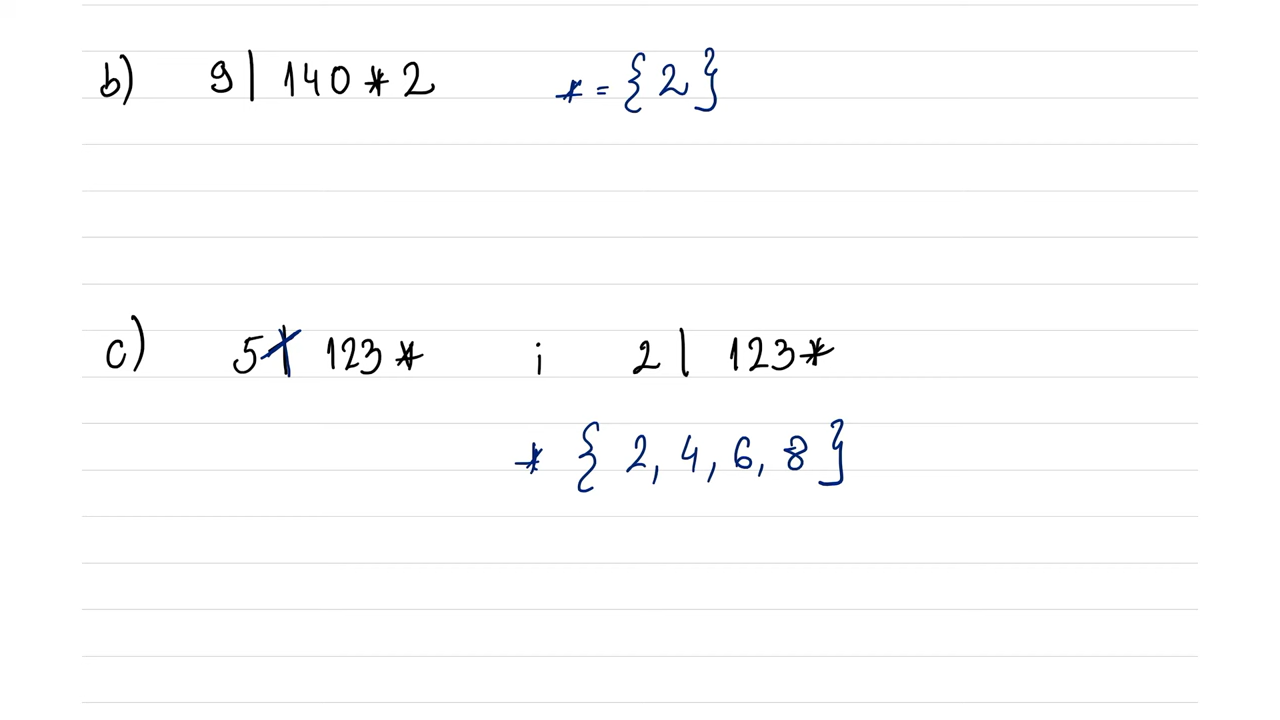 b) 9 | 140*2 * = {2}
c) 5 ∤ 123* i 2 | 123*
* {2, 4, 6, 8}